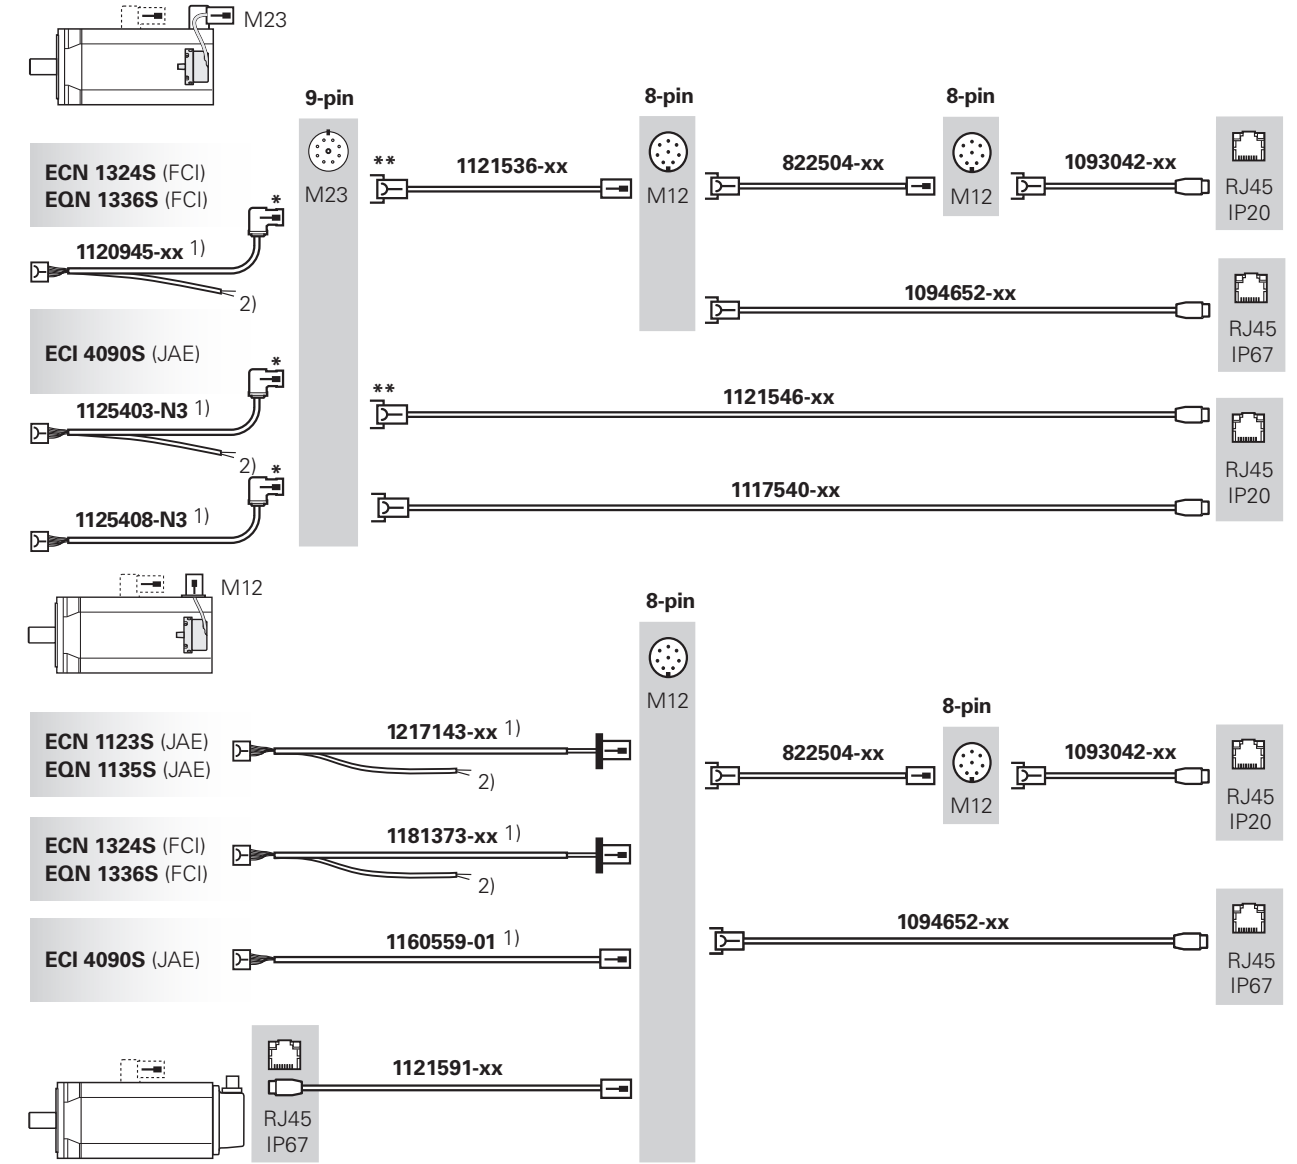 M23
9-pin
8-pin
8-pin
ECN 1324S (FCI)
EQN 1336S (FCI)
*
1120945-xx 1)
2)
M23
**
1121536-xx
M12
822504-xx
M12
1093042-xx
RJ45
IP20
1094652-xx
RJ45
IP67
ECI 4090S (JAE)
*
1125403-N3 1)
2)
**
1121546-xx
RJ45
IP20
*
1125408-N3 1)
1117540-xx
M12
8-pin
M12
ECN 1123S (JAE)
EQN 1135S (JAE)
1217143-xx 1)
2)
8-pin
822504-xx
M12
1093042-xx
RJ45
IP20
ECN 1324S (FCI)
EQN 1336S (FCI)
1181373-xx 1)
2)
ECI 4090S (JAE)
1160559-01 1)
1094652-xx
RJ45
IP67
1121591-xx
RJ45
IP67